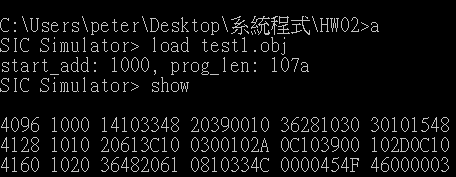 C:\Users\peter\Desktop\系統程式\HW02>a
SIC Simulator> load test1.obj
start_add: 1000, prog_len: 107a
SIC Simulator> show
4096 1000 14103348 20390010 36281030 30101548
4128 1010 20613C10 0300102A 0C103900 102D0C10
4160 1020 36482061 0810334C 0000454F 46000003